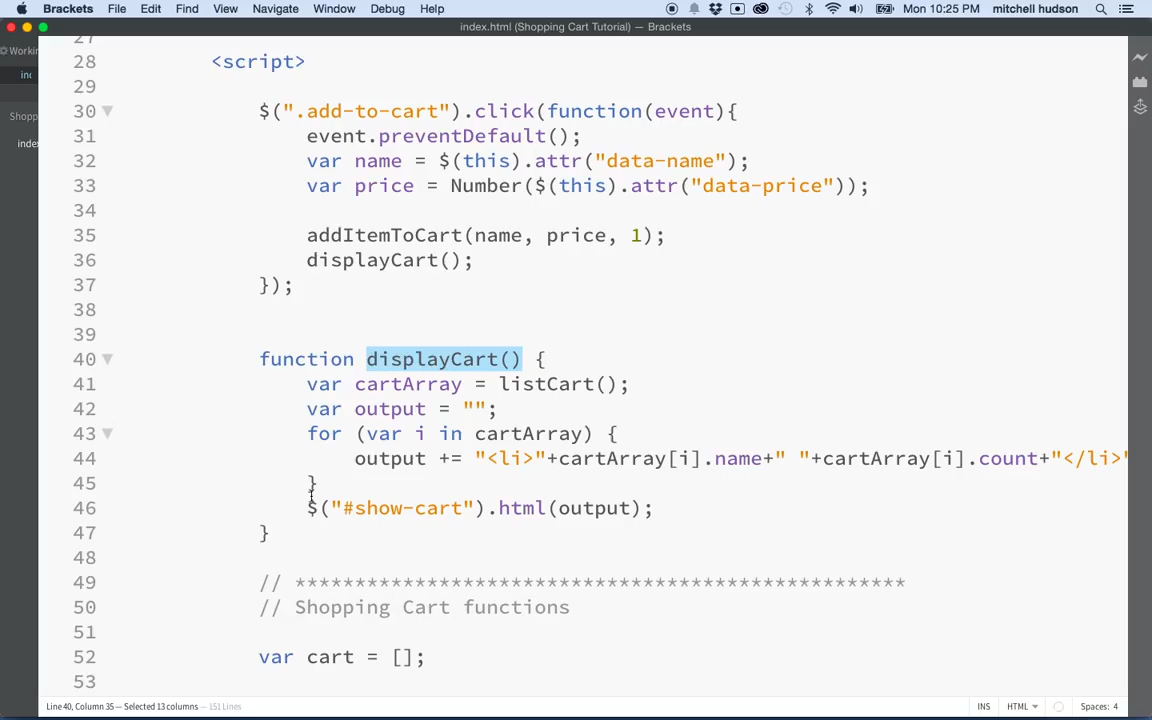 Brackets File Edit Find View Navigate Window Debug Help Mon 10:25 PM mitchell hudson
index.html (Shopping Cart Tutorial) — Brackets
27
28 <script>
29
30 $(".add-to-cart").click(function(event){
31 event.preventDefault();
32 var name = $(this).attr("data-name");
33 var price = Number($(this).attr("data-price"));
34
35 addItemToCart(name, price, 1);
36 displayCart();
37 });
38
39
40 function displayCart() {
41 var cartArray = listCart();
42 var output = "";
43 for (var i in cartArray) {
44 output += "<li>"+cartArray[i].name+" "+cartArray[i].count+"</li>"
45 }
46 $("#show-cart").html(output);
47 }
48
49 // ***************************************************
50 // Shopping Cart functions
51
52 var cart = [];
53
Line 40, Column 35 — Selected 13 columns — 151 Lines INS HTML Spaces: 4